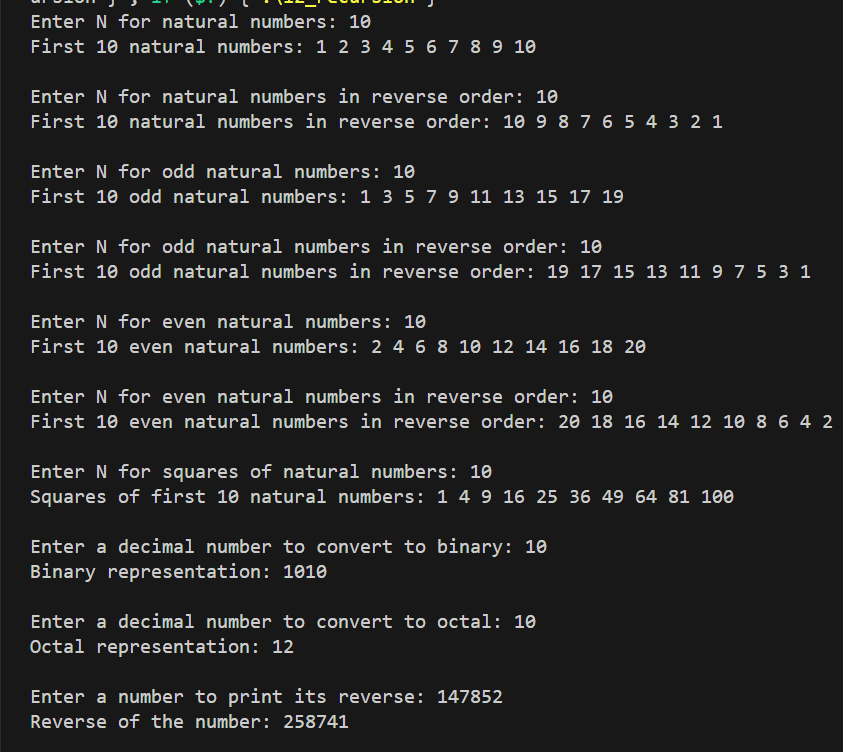 Enter N for natural numbers: 10
First 10 natural numbers: 1 2 3 4 5 6 7 8 9 10
Enter N for natural numbers in reverse order: 10
First 10 natural numbers in reverse order: 10 9 8 7 6 5 4 3 2 1
Enter N for odd natural numbers: 10
First 10 odd natural numbers: 1 3 5 7 9 11 13 15 17 19
Enter N for odd natural numbers in reverse order: 10
First 10 odd natural numbers in reverse order: 19 17 15 13 11 9 7 5 3 1
Enter N for even natural numbers: 10
First 10 even natural numbers: 2 4 6 8 10 12 14 16 18 20
Enter N for even natural numbers in reverse order: 10
First 10 even natural numbers in reverse order: 20 18 16 14 12 10 8 6 4 2
Enter N for squares of natural numbers: 10
Squares of first 10 natural numbers: 1 4 9 16 25 36 49 64 81 100
Enter a decimal number to convert to binary: 10
Binary representation: 1010
Enter a decimal number to convert to octal: 10
Octal representation: 12
Enter a number to print its reverse: 147852
Reverse of the number: 258741